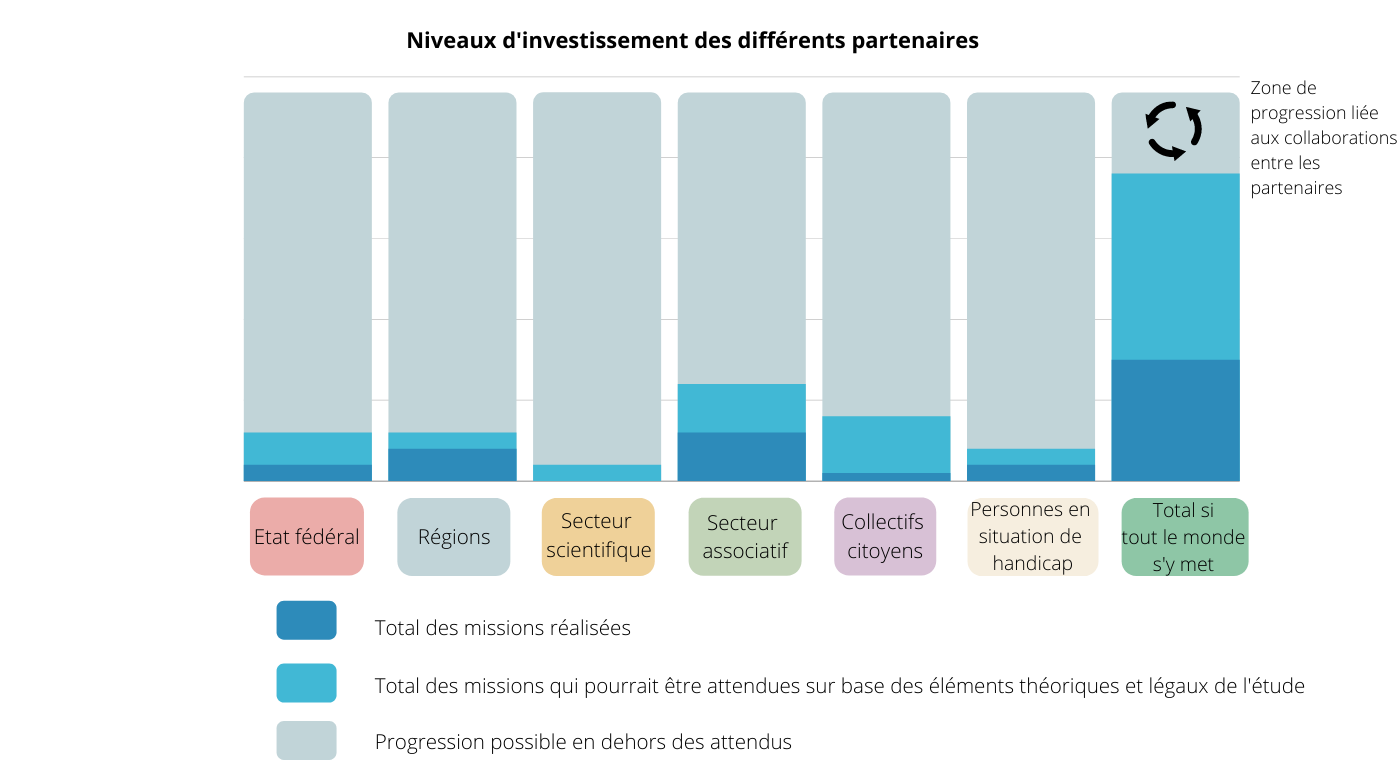 Niveaux d'investissement des différents partenaires
Zone de
progression liée
aux collaborations
entre les
partenaires
Etat fédéral
Régions
Secteur
scientifique
Secteur
associatif
Collectifs
citoyens
Personnes en
situation de
handicap
Total si
tout le monde
s'y met
Total des missions réalisées
Total des missions qui pourrait être attendues sur base des éléments théoriques et légaux de l'étude
Progression possible en dehors des attendus